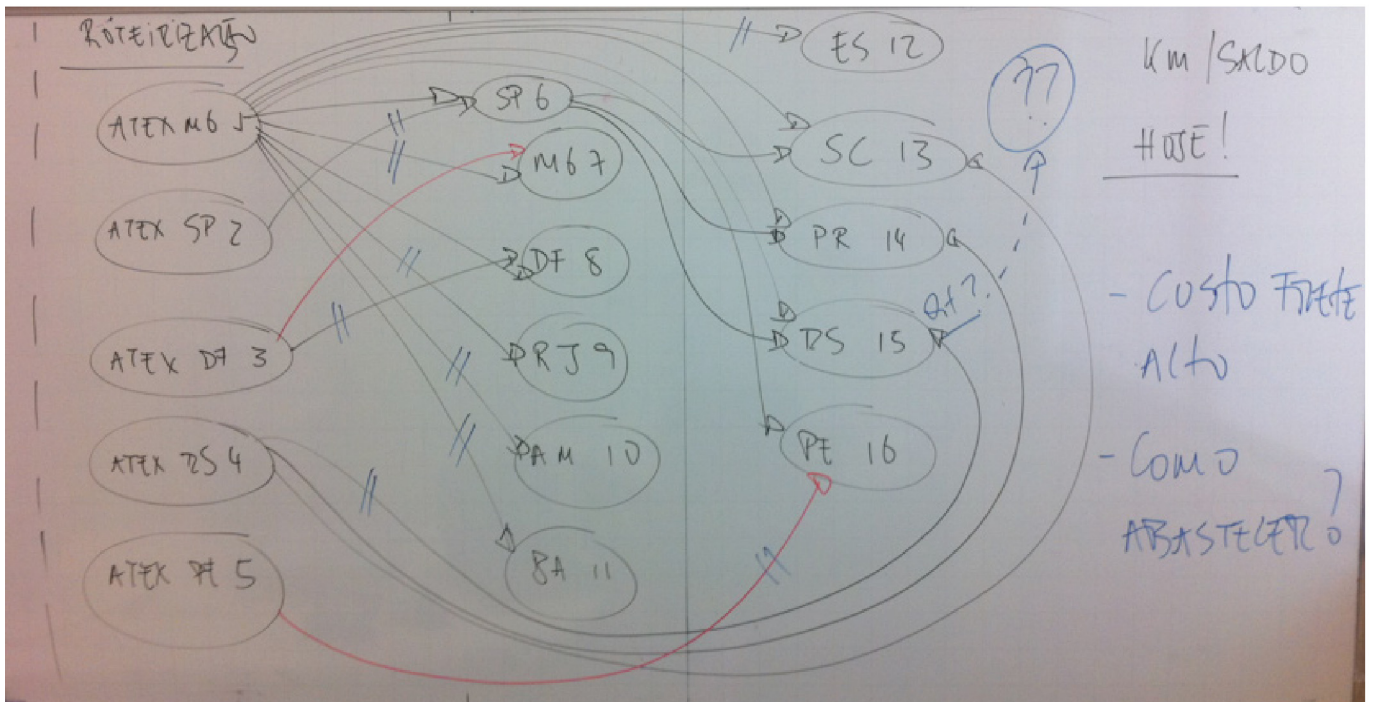 ROTEIRIZAÇÃO
ATEX MG 1
ATEX SP 2
ATEX DF 3
ATEX RS 4
ATEX PE 5
SP 6
MG 7
DF 8
RJ 9
AM 10
BA 11
ES 12
SC 13
PR 14
RS 15
PE 16
Qt?
??
KM/SALDO
HOJE!
- CUSTO FRETE
ALTO
- COMO
ABASTECER?